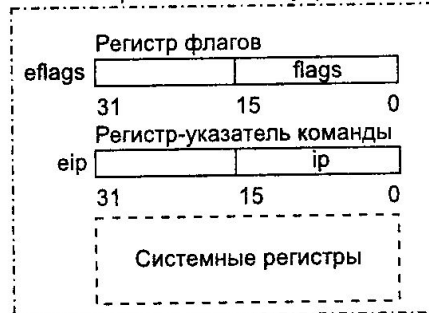 Регистр флагов
eflags flags
31 15 0
Регистр-указатель команды
eip ip
31 15 0
Системные регистры